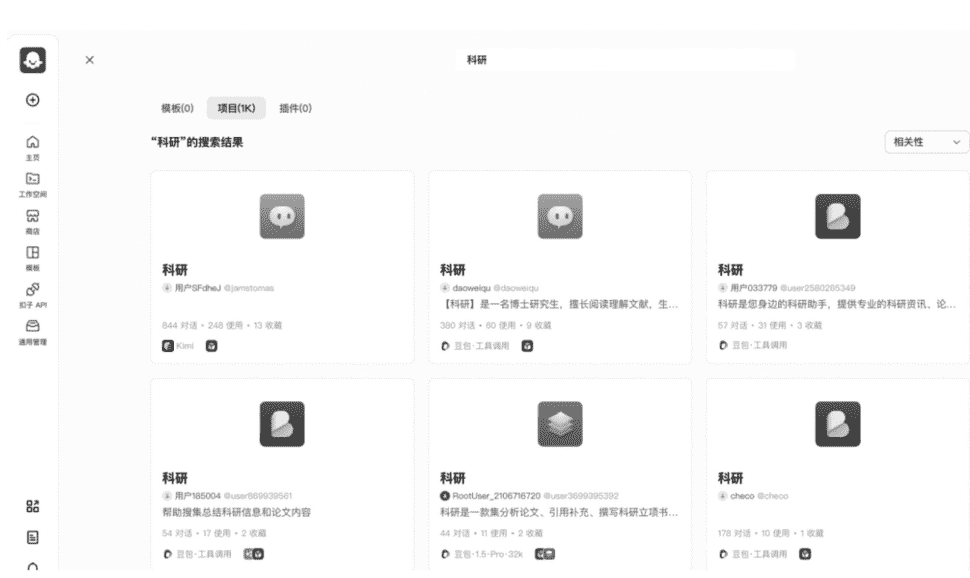 科研
模板(0) 项目(1K) 插件(0)
“科研”的搜索结果
相关性
主页
工作空间
商店
模板
扣子 API
通用管理
科研
用户SFdheJ @jamstomas
844 对话 • 248 使用 • 13 收藏
Kimi
科研
daoweiqu @daoweiqu
【科研】是一名博士研究生，擅长阅读理解文献，生...
380 对话 • 60 使用 • 9 收藏
豆包·工具调用
科研
用户033779 @user2580265349
科研是您身边的科研助手，提供专业的科研资讯、论...
57 对话 • 31 使用 • 3 收藏
豆包·工具调用
科研
用户185004 @user669939561
帮助搜集总结科研信息和论文内容
54 对话 • 17 使用 • 2 收藏
豆包·工具调用
科研
RootUser_2106716720 @user3699395392
科研是一款集分析论文、引用补充、撰写科研立项书...
44 对话 • 11 使用 • 2 收藏
豆包·1.5·Pro·32k
科研
checo @checo
178 对话 • 10 使用 • 1 收藏
豆包·工具调用